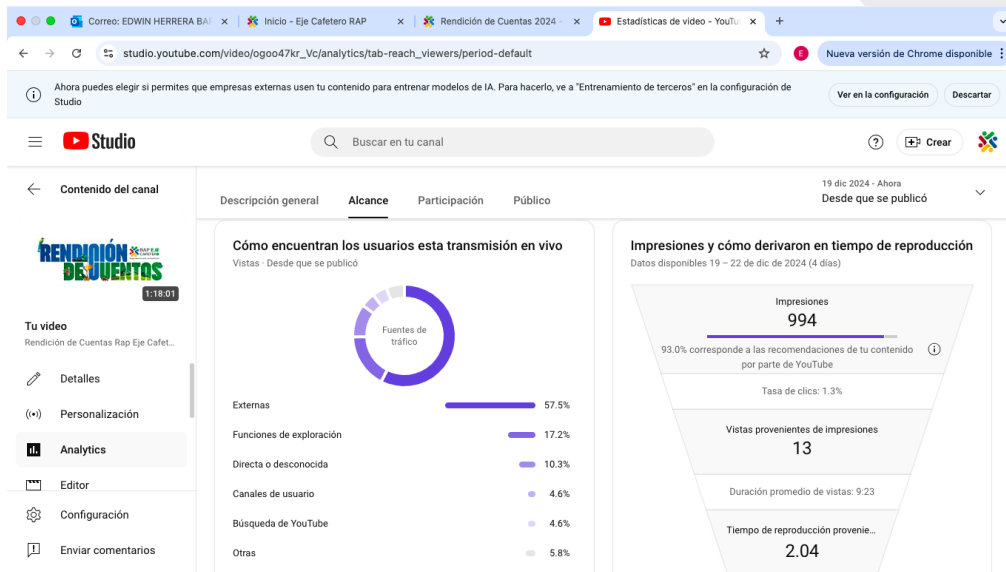 Correo: EDWIN HERRERA BA
Inicio - Eje Cafetero RAP
Rendición de Cuentas 2024 -
Estadísticas de video - YouTu
studio.youtube.com/video/ogoo47kr_Vc/analytics/tab-reach_viewers/period-default
E
Nueva versión de Chrome disponible
Ahora puedes elegir si permites que empresas externas usen tu contenido para entrenar modelos de IA. Para hacerlo, ve a "Entrenamiento de terceros" en la configuración de
Studio
Ver en la configuración
Descartar
Studio
Buscar en tu canal
Crear
Contenido del canal
RENDICIÓN
DE CUENTAS
RAP EJE
CAFETERO
1:18:01
Tu video
Rendición de Cuentas Rap Eje Cafet...
Detalles
Personalización
Analytics
Editor
Configuración
Enviar comentarios
Descripción general
Alcance
Participación
Público
19 dic 2024 - Ahora
Desde que se publicó
Cómo encuentran los usuarios esta transmisión en vivo
Vistas · Desde que se publicó
Fuentes de
tráfico
Externas 57.5%
Funciones de exploración 17.2%
Directa o desconocida 10.3%
Canales de usuario 4.6%
Búsqueda de YouTube 4.6%
Otras 5.8%
Impresiones y cómo derivaron en tiempo de reproducción
Datos disponibles 19 – 22 de dic de 2024 (4 días)
Impresiones
994
93.0% corresponde a las recomendaciones de tu contenido
por parte de YouTube
Tasa de clics: 1.3%
Vistas provenientes de impresiones
13
Duración promedio de vistas: 9:23
Tiempo de reproducción provenie...
2.04